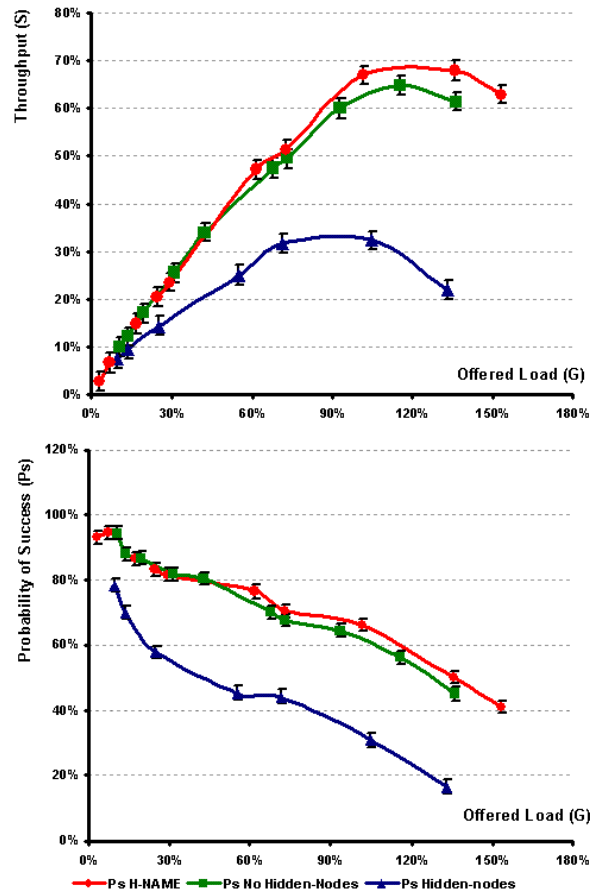 Throughput (S)
80%
70%
60%
50%
40%
30%
20%
10%
0%
Offered Load (G)
0% 30% 60% 90% 120% 150% 180%
Probability of Success (Ps)
120%
100%
80%
60%
40%
20%
0%
Offered Load (G)
0% 30% 60% 90% 120% 150% 180%
Ps H-NAME Ps No Hidden-Nodes Ps Hidden-nodes